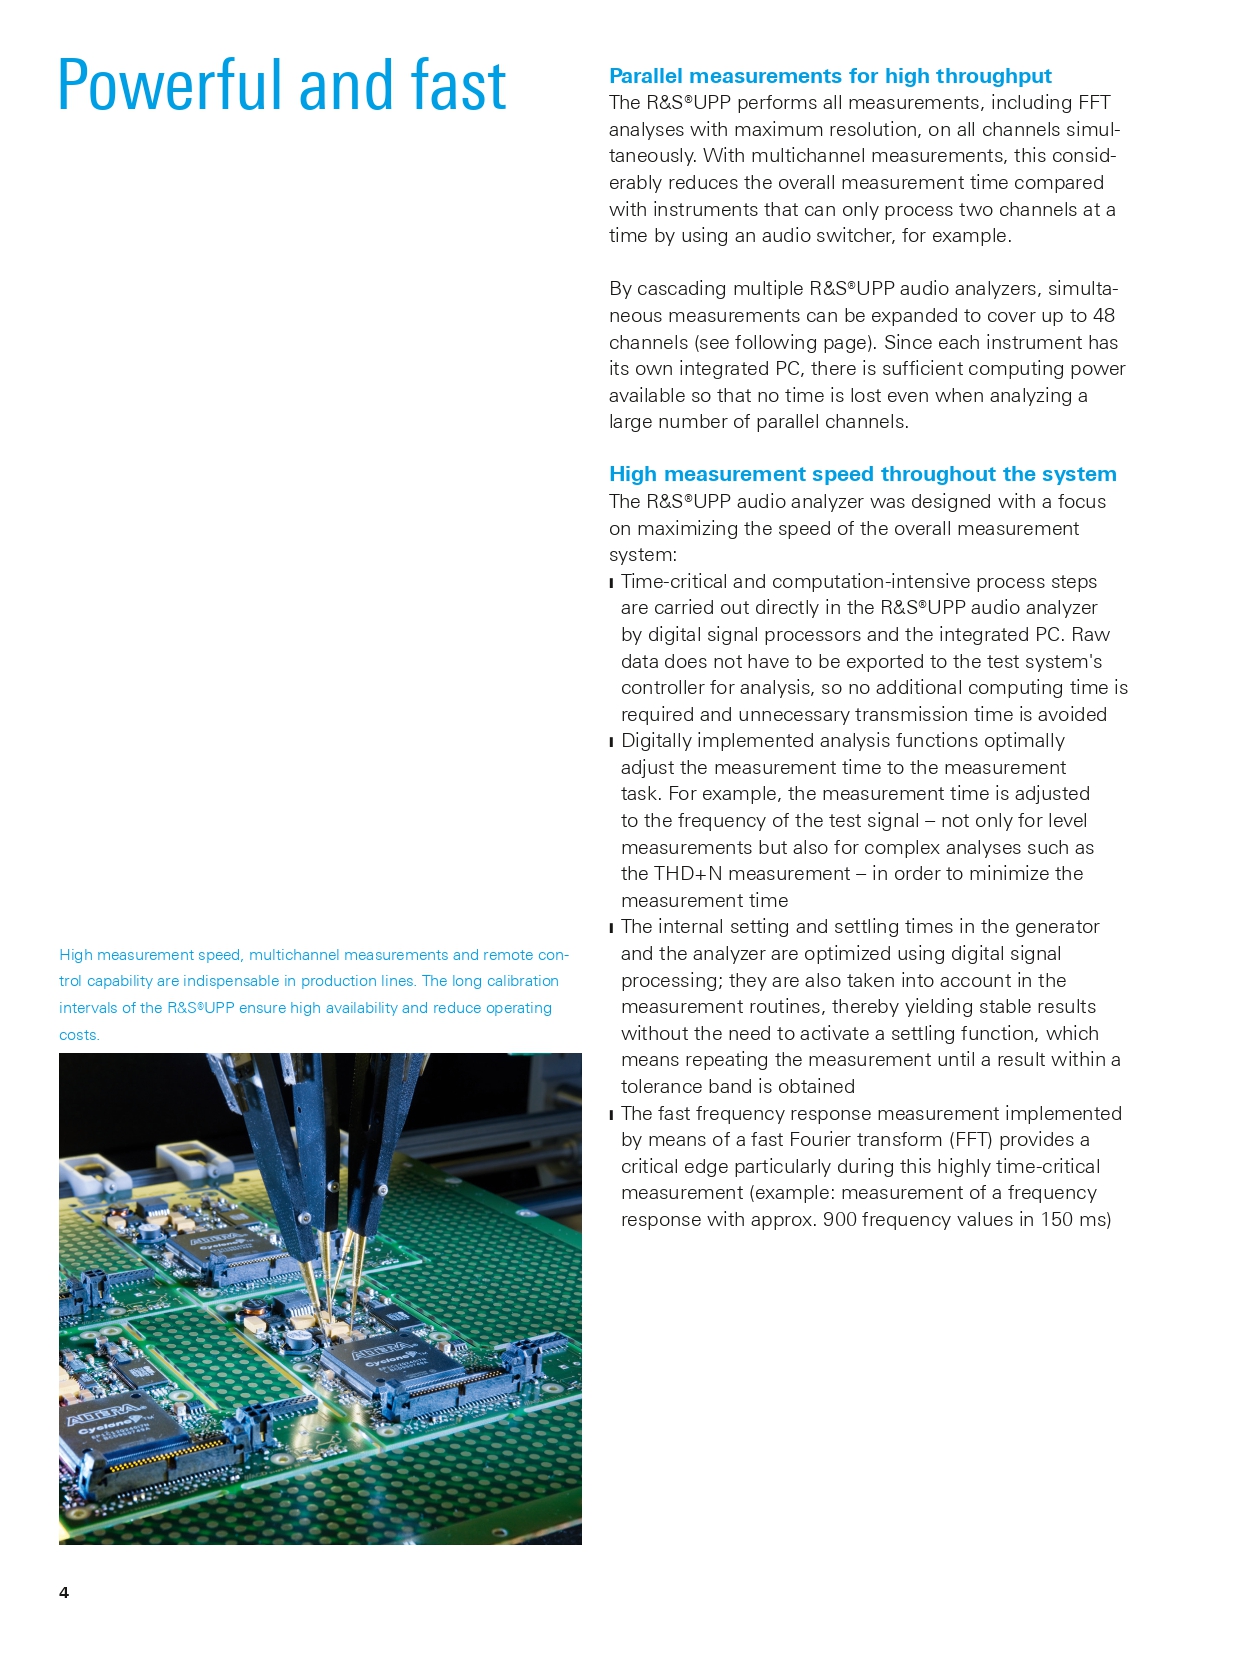 Powerful and fast
Parallel measurements for high throughput
The R&S®UPP performs all measurements, including FFT
analyses with maximum resolution, on all channels simul-
taneously. With multichannel measurements, this consid-
erably reduces the overall measurement time compared
with instruments that can only process two channels at a
time by using an audio switcher, for example.
By cascading multiple R&S®UPP audio analyzers, simulta-
neous measurements can be expanded to cover up to 48
channels (see following page). Since each instrument has
its own integrated PC, there is sufficient computing power
available so that no time is lost even when analyzing a
large number of parallel channels.
High measurement speed throughout the system
The R&S®UPP audio analyzer was designed with a focus
on maximizing the speed of the overall measurement
system:
Time-critical and computation-intensive process steps
are carried out directly in the R&S®UPP audio analyzer
by digital signal processors and the integrated PC. Raw
data does not have to be exported to the test system's
controller for analysis, so no additional computing time is
required and unnecessary transmission time is avoided
Digitally implemented analysis functions optimally
adjust the measurement time to the measurement
task. For example, the measurement time is adjusted
to the frequency of the test signal – not only for level
measurements but also for complex analyses such as
the THD+N measurement – in order to minimize the
measurement time
The internal setting and settling times in the generator
and the analyzer are optimized using digital signal
processing; they are also taken into account in the
measurement routines, thereby yielding stable results
without the need to activate a settling function, which
means repeating the measurement until a result within a
tolerance band is obtained
The fast frequency response measurement implemented
by means of a fast Fourier transform (FFT) provides a
critical edge particularly during this highly time-critical
measurement (example: measurement of a frequency
response with approx. 900 frequency values in 150 ms)
High measurement speed, multichannel measurements and remote con-
trol capability are indispensable in production lines. The long calibration
intervals of the R&S®UPP ensure high availability and reduce operating
costs.
ALTERA
Cyclone
ALTERA
Cyclone
ALTERA
Cyclone™
4